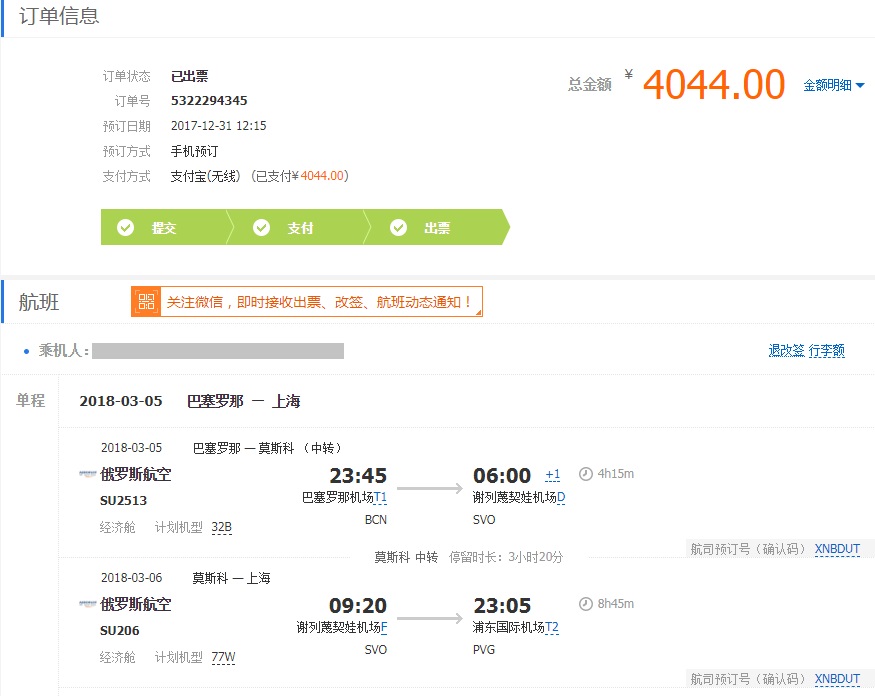 订单信息
订单状态 已出票
订单号 5322294345
预订日期 2017-12-31 12:15
预订方式 手机预订
支付方式 支付宝(无线) (已支付¥4044.00)
总金额 ¥ 4044.00 金额明细
提交 支付 出票
航班 关注微信，即时接收出票、改签、航班动态通知！
乘机人: 退改签 行李额
单程 2018-03-05 巴塞罗那 — 上海
2018-03-05 巴塞罗那 — 莫斯科 （中转）
俄罗斯航空 23:45 06:00 +1 4h15m
SU2513 巴塞罗那机场T1 谢列蔑契娃机场D
经济舱 计划机型 32B BCN SVO
航司预订号（确认码） XNBDUT
莫斯科 中转 停留时长：3小时20分
2018-03-06 莫斯科 — 上海
俄罗斯航空 09:20 23:05 8h45m
SU206 谢列蔑契娃机场F 浦东国际机场T2
经济舱 计划机型 77W SVO PVG
航司预订号（确认码） XNBDUT